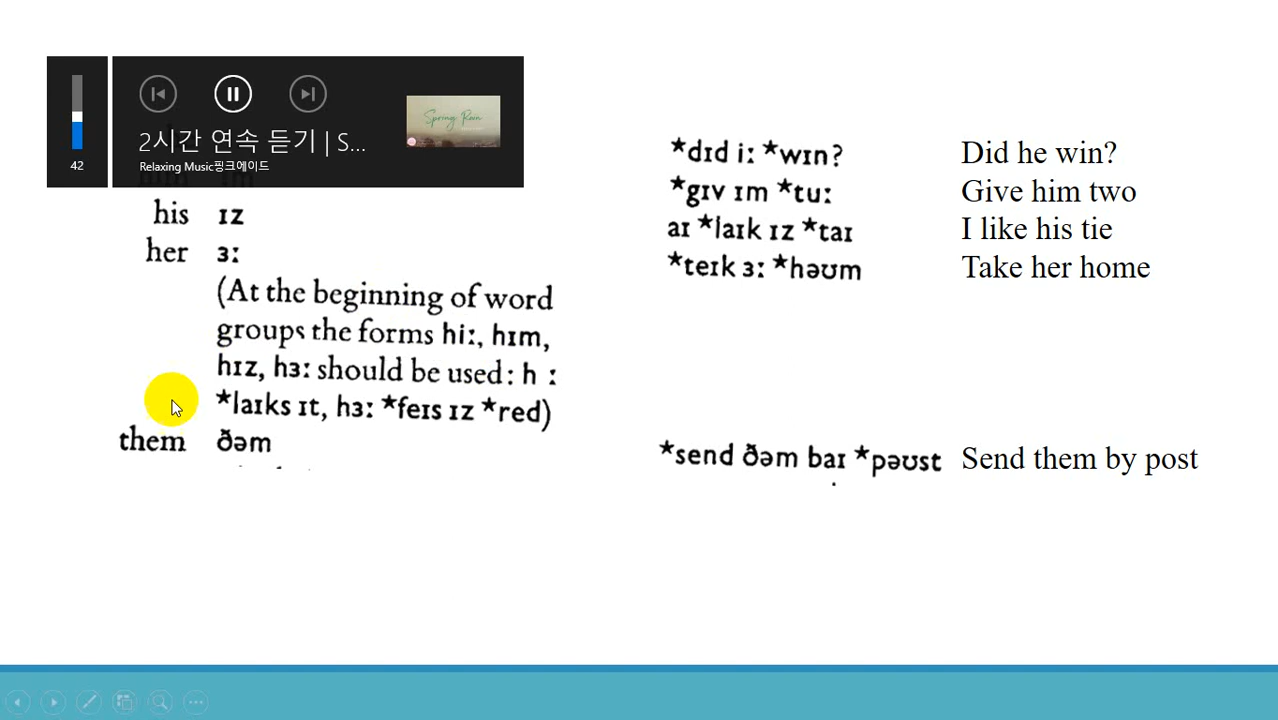 42
2시간 연속 듣기 | S...
Relaxing Music핑크에이드
Spring Rain
his ɪz
her ɜː
(At the beginning of word
groups the forms hiː, hɪm,
hɪz, hɜː should be used: h ː
*laɪks ɪt, hɜː *feɪs ɪz *red)
them ðəm
*dɪd iː *wɪn? Did he win?
*gɪv ɪm *tuː Give him two
aɪ *laɪk ɪz *taɪ I like his tie
*teɪk ɜː *həʊm Take her home
*send ðəm baɪ *pəʊst Send them by post